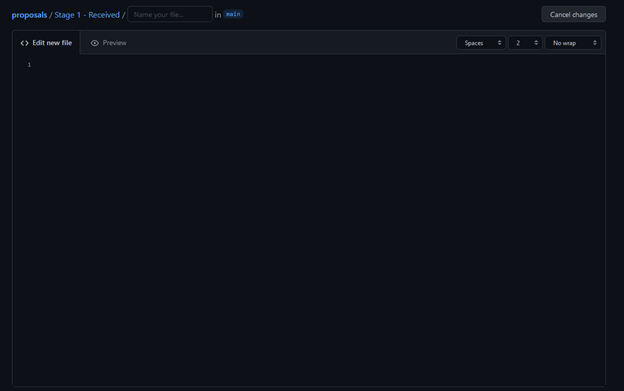 proposals / Stage 1 - Received / Name your file... in main Cancel changes
Edit new file Preview Spaces 2 No wrap
1